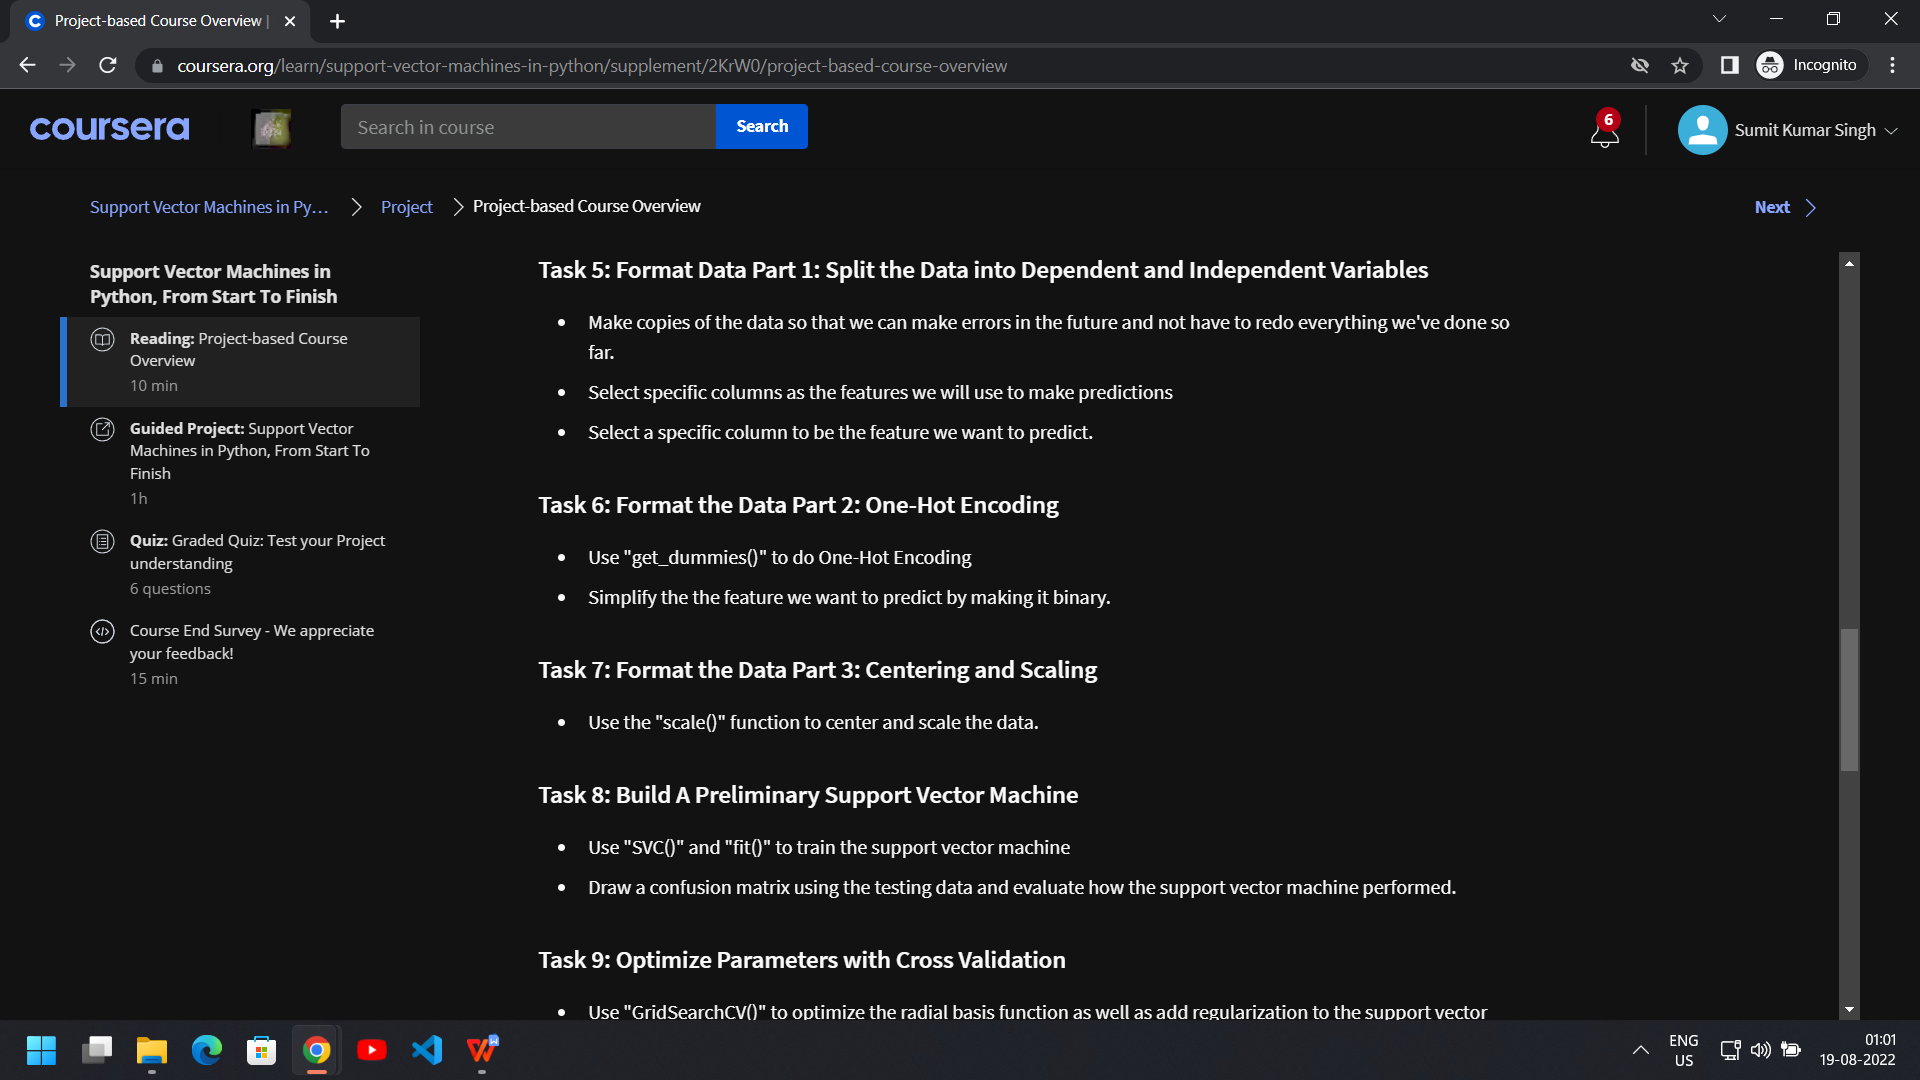 Project-based Course Overview |
coursera.org/learn/support-vector-machines-in-python/supplement/2KrW0/project-based-course-overview
Incognito
coursera
Search in course
Search
6
Sumit Kumar Singh
Support Vector Machines in Py...
Project
Project-based Course Overview
Next
Support Vector Machines in
Python, From Start To Finish
Reading: Project-based Course
Overview
10 min
Guided Project: Support Vector
Machines in Python, From Start To
Finish
1h
Quiz: Graded Quiz: Test your Project
understanding
6 questions
Course End Survey - We appreciate
your feedback!
15 min
Task 5: Format Data Part 1: Split the Data into Dependent and Independent Variables
Make copies of the data so that we can make errors in the future and not have to redo everything we've done so
far.
Select specific columns as the features we will use to make predictions
Select a specific column to be the feature we want to predict.
Task 6: Format the Data Part 2: One-Hot Encoding
Use "get_dummies()" to do One-Hot Encoding
Simplify the the feature we want to predict by making it binary.
Task 7: Format the Data Part 3: Centering and Scaling
Use the "scale()" function to center and scale the data.
Task 8: Build A Preliminary Support Vector Machine
Use "SVC()" and "fit()" to train the support vector machine
Draw a confusion matrix using the testing data and evaluate how the support vector machine performed.
Task 9: Optimize Parameters with Cross Validation
Use "GridSearchCV()" to optimize the radial basis function as well as add regularization to the support vector
ENG
US
01:01
19-08-2022